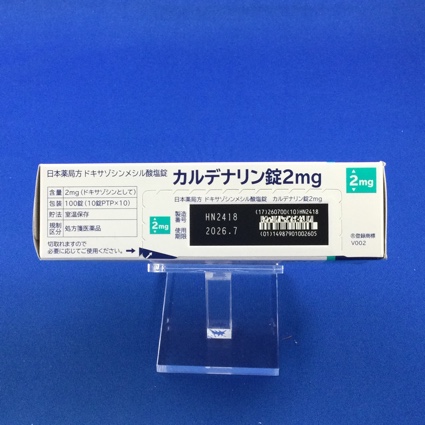 日本薬局方 ドキサゾシンメシル酸塩錠 カルデナリン錠2mg
含量 2mg(ドキサゾシンとして)
包装 100錠(10錠PTP×10)
貯法 室温保存
規制区分 処方箋医薬品
切取れますので
必要に応じてご使用ください。
2mg
日本薬局方 ドキサゾシンメシル酸塩錠 カルデナリン錠2mg
製造番号 HN2418
使用期限 2026.7
(17)260700(10)HN2418
(01)14987901002605
2mg
®登録商標
V002